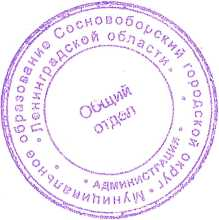 Муниципальное образование Сосновоборский городской округ
Ленинградской области
* АДМИНИСТРАЦИЯ *
Общий
отдел